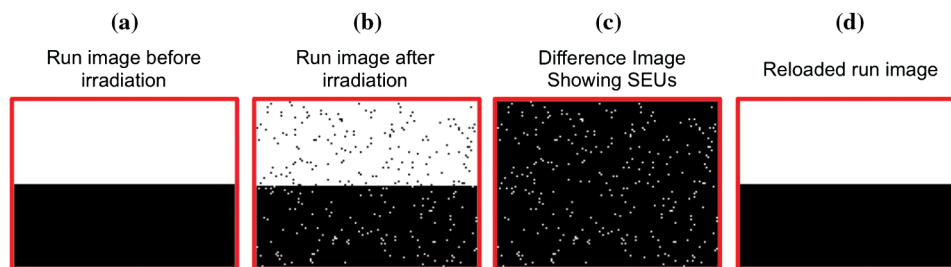 (a)
Run image before
irradiation
(b)
Run image after
irradiation
(c)
Difference Image
Showing SEUs
(d)
Reloaded run image